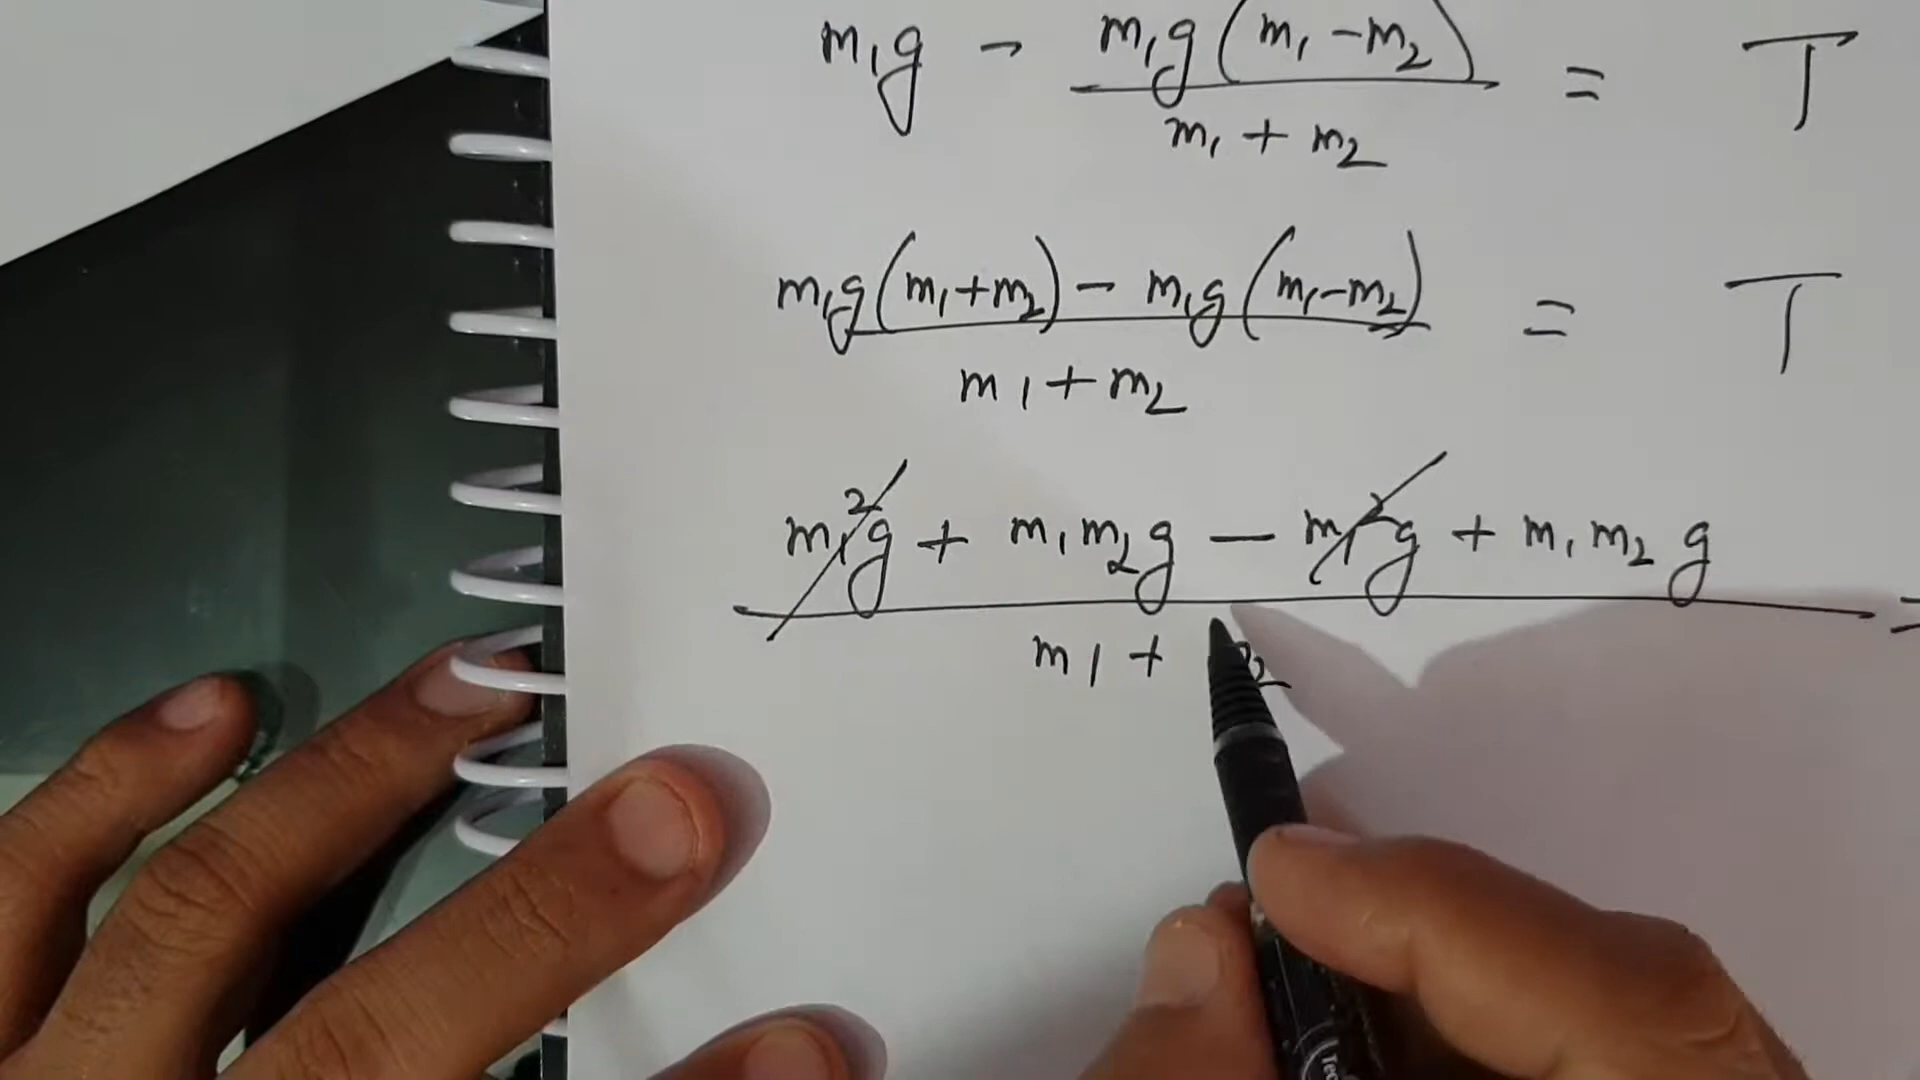 m₁g - m₁g(m₁ - m₂) / m₁ + m₂ = T
m₁g(m₁+m₂) - m₁g(m₁-m₂) / m₁ + m₂ = T
m₁²g + m₁m₂g - m₁²g + m₁m₂g / m₁ + m₂ =